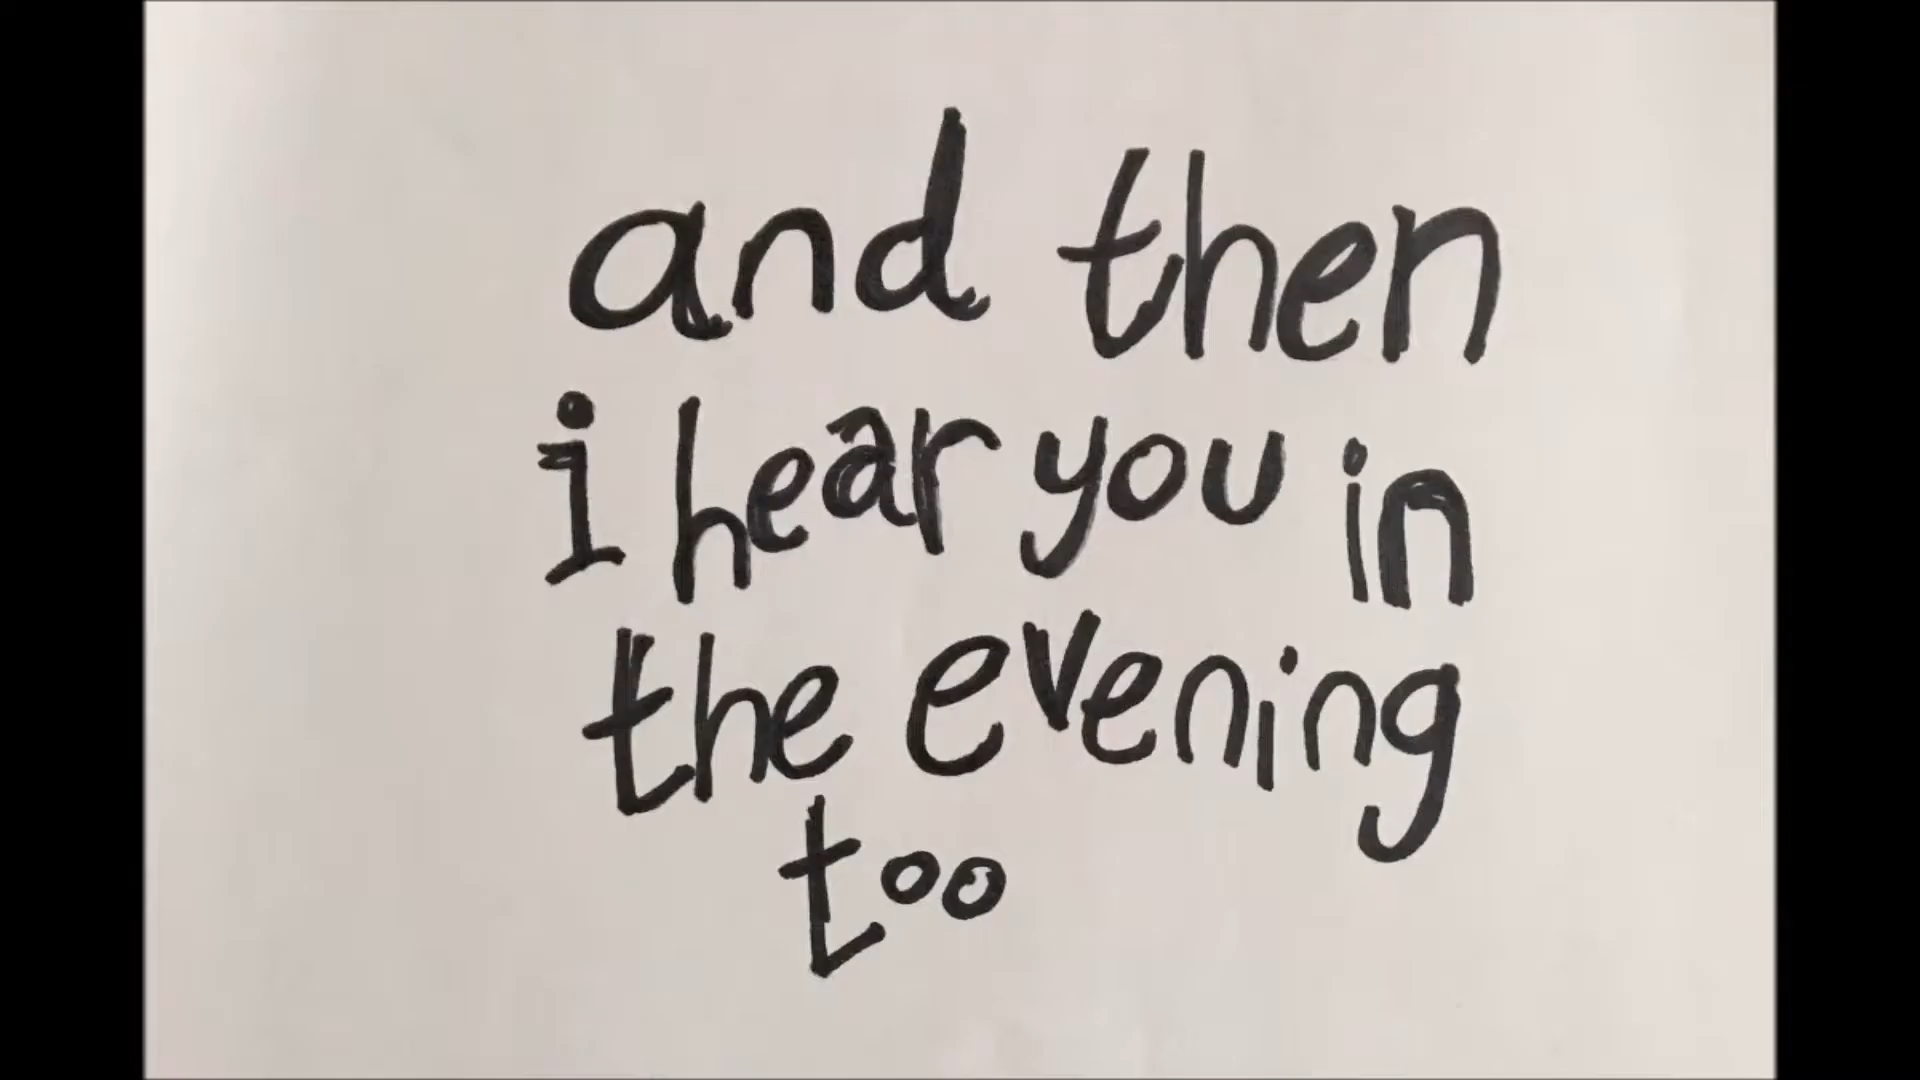 and then
i hear you in
the evening
too